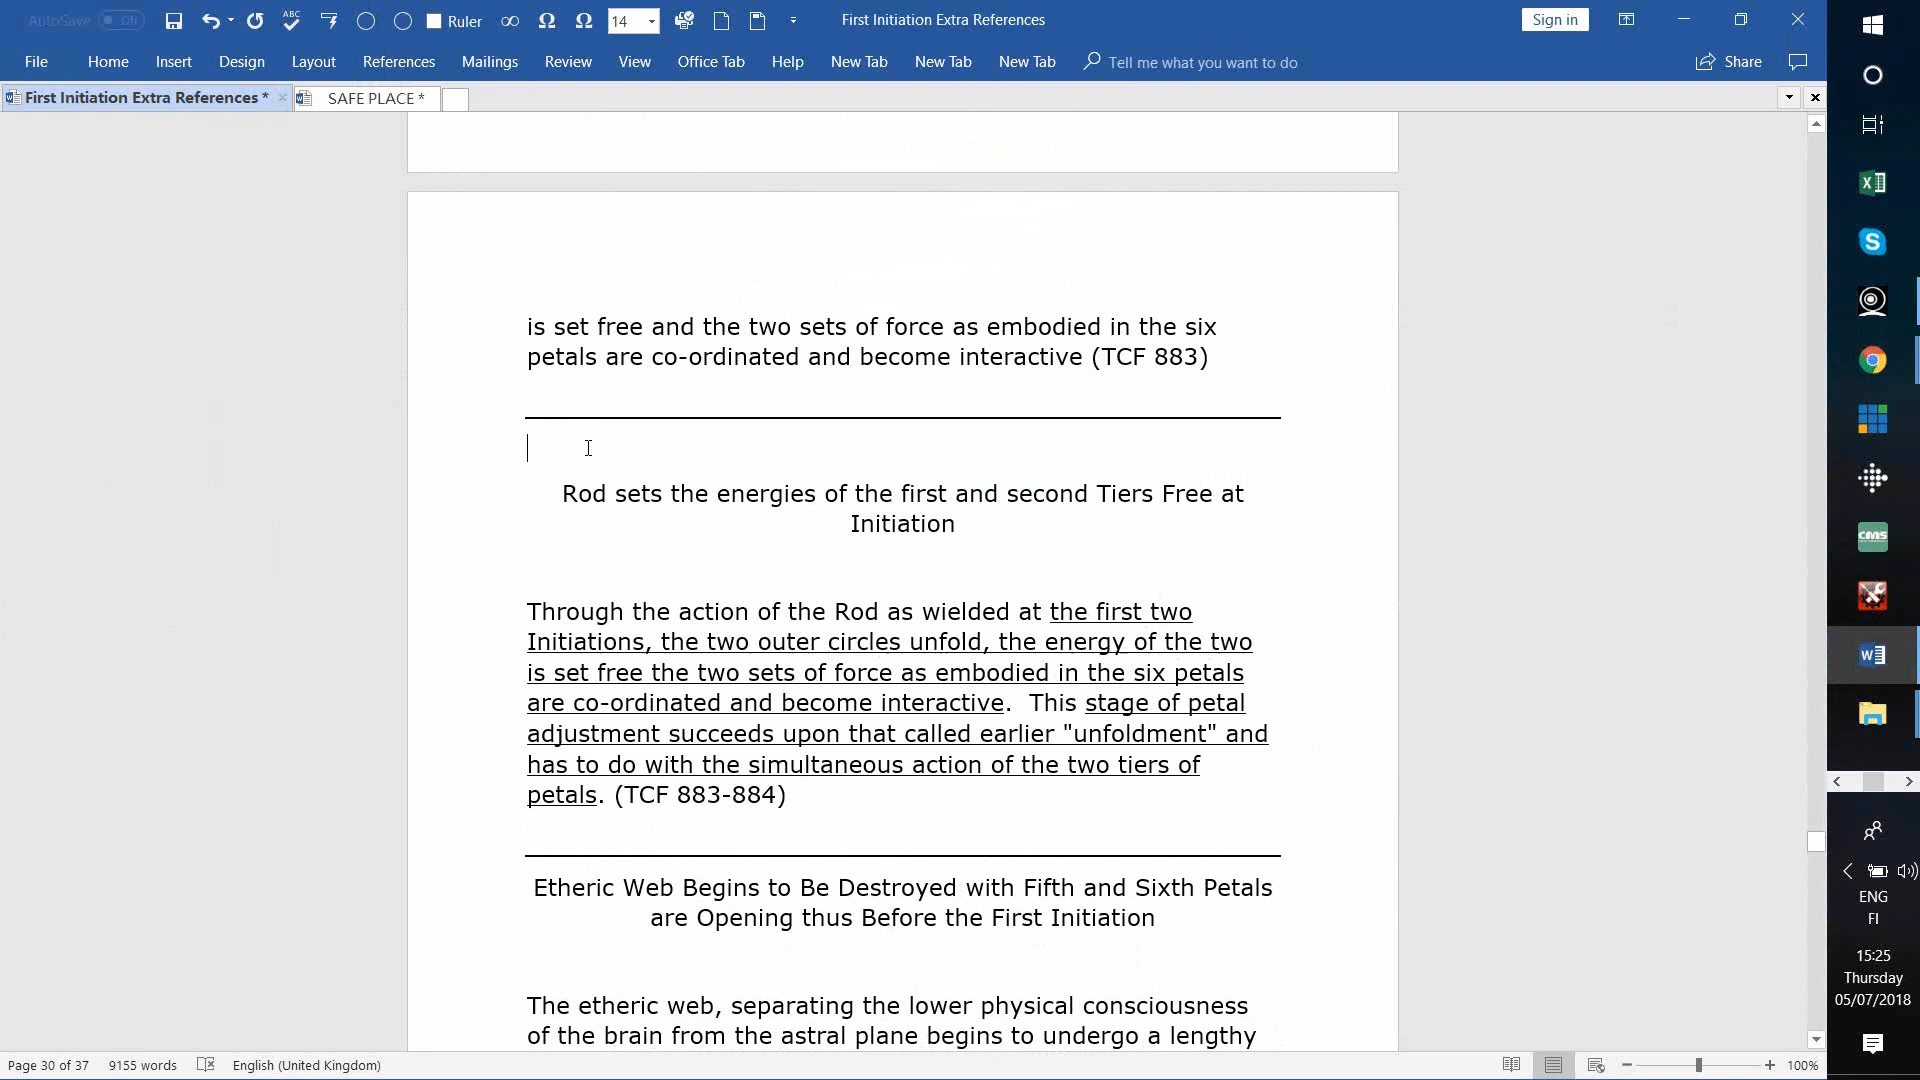 AutoSave Off
ABC
Ruler
14
First Initiation Extra References
Sign in
File Home Insert Design Layout References Mailings Review View Office Tab Help New Tab New Tab New Tab Tell me what you want to do Share
First Initiation Extra References * SAFE PLACE *
is set free and the two sets of force as embodied in the six
petals are co-ordinated and become interactive (TCF 883)
Rod sets the energies of the first and second Tiers Free at
Initiation
Through the action of the Rod as wielded at the first two
Initiations, the two outer circles unfold, the energy of the two
is set free the two sets of force as embodied in the six petals
are co-ordinated and become interactive.  This stage of petal
adjustment succeeds upon that called earlier "unfoldment" and
has to do with the simultaneous action of the two tiers of
petals. (TCF 883-884)
Etheric Web Begins to Be Destroyed with Fifth and Sixth Petals
are Opening thus Before the First Initiation
The etheric web, separating the lower physical consciousness
of the brain from the astral plane begins to undergo a lengthy
Page 30 of 37 9155 words English (United Kingdom) 100%
cms
ENG
FI
15:25
Thursday
05/07/2018